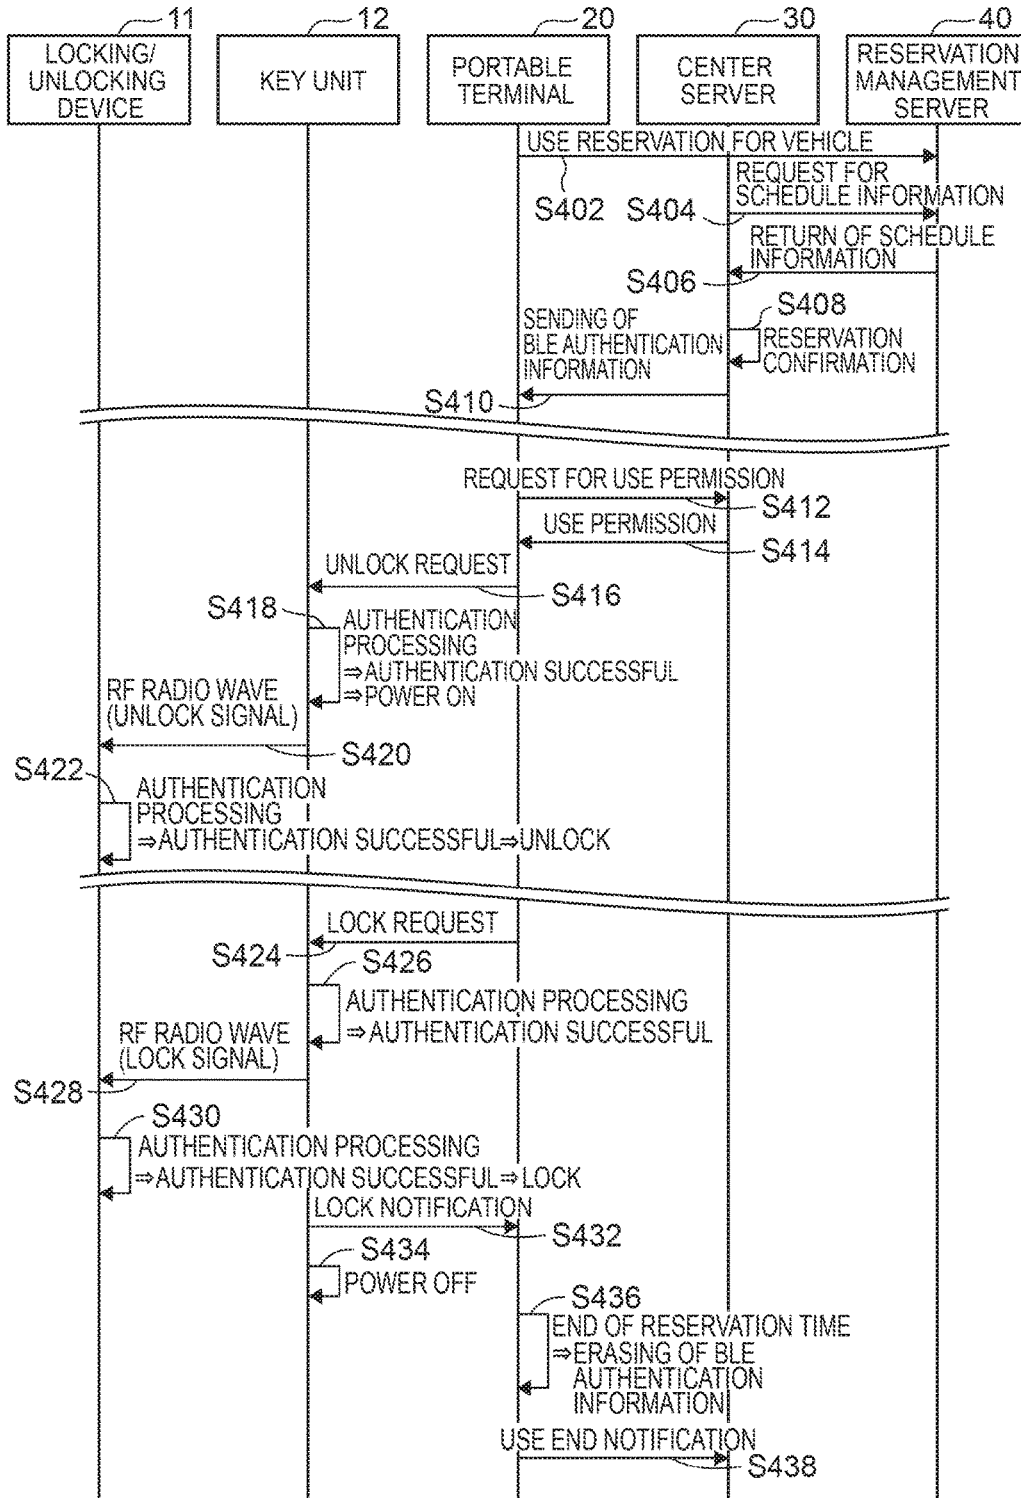 11
12
20
30
40
LOCKING/
UNLOCKING
DEVICE
KEY UNIT
PORTABLE
TERMINAL
CENTER
SERVER
RESERVATION
MANAGEMENT
SERVER
USE RESERVATION FOR VEHICLE
S402
REQUEST FOR
SCHEDULE INFORMATION
S404
RETURN OF SCHEDULE
INFORMATION
S406
S408
RESERVATION
CONFIRMATION
SENDING OF
BLE AUTHENTICATION
INFORMATION
S410
REQUEST FOR USE PERMISSION
S412
USE PERMISSION
S414
UNLOCK REQUEST
S416
S418
AUTHENTICATION
PROCESSING
⇒AUTHENTICATION SUCCESSFUL
⇒POWER ON
RF RADIO WAVE
(UNLOCK SIGNAL)
S420
S422
AUTHENTICATION
PROCESSING
⇒AUTHENTICATION SUCCESSFUL⇒UNLOCK
LOCK REQUEST
S424
S426
AUTHENTICATION PROCESSING
⇒AUTHENTICATION SUCCESSFUL
RF RADIO WAVE
(LOCK SIGNAL)
S428
S430
AUTHENTICATION PROCESSING
⇒AUTHENTICATION SUCCESSFUL⇒LOCK
LOCK NOTIFICATION
S432
S434
POWER OFF
S436
END OF RESERVATION TIME
⇒ERASING OF BLE
AUTHENTICATION
INFORMATION
USE END NOTIFICATION
S438